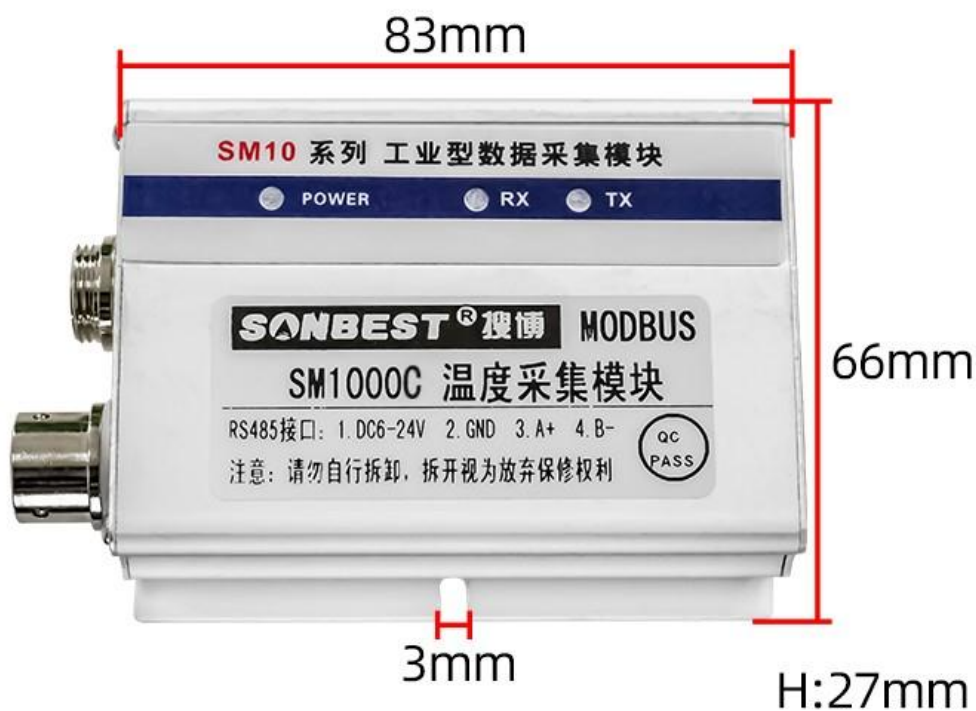 83mm
SM10 系列 工业型数据采集模块
POWER RX TX
SONBEST® 搜博 MODBUS
66mm
SM1000C 温度采集模块
RS485接口: 1.DC6-24V 2.GND 3.A+ 4.B-
QC
PASS
注意: 请勿自行拆卸, 拆开视为放弃保修权利
3mm
H:27mm